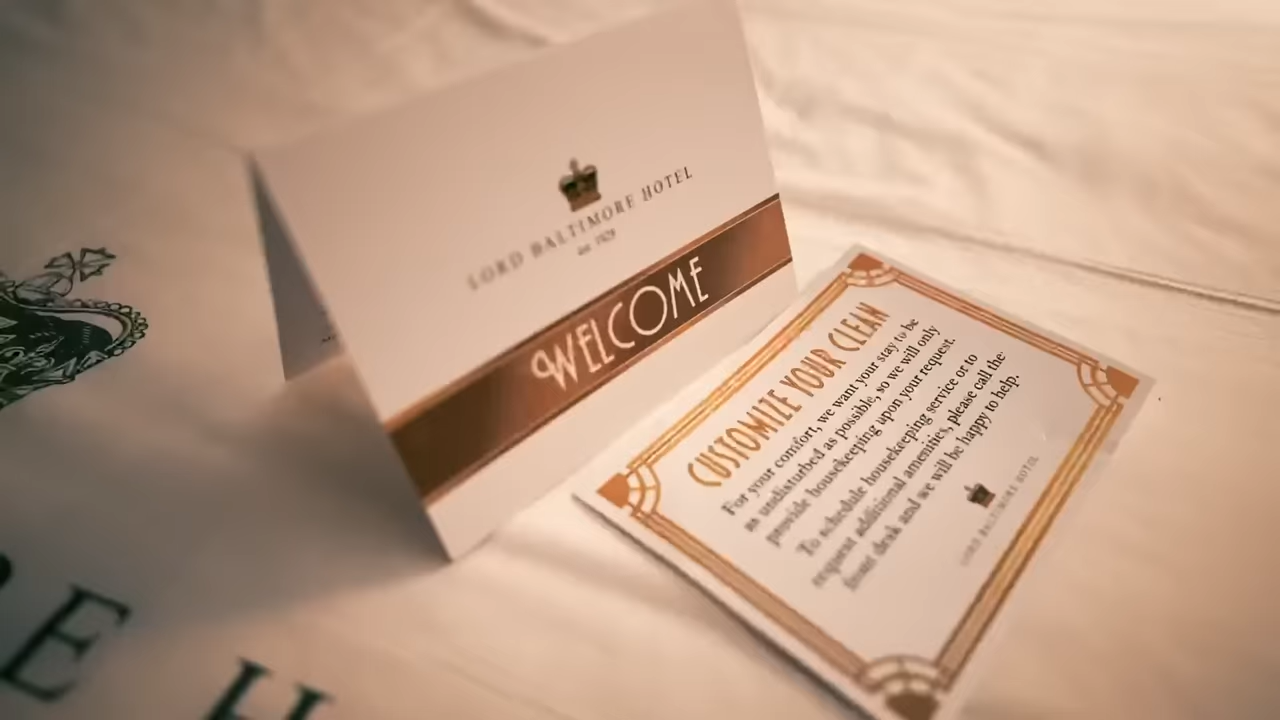 LORD BALTIMORE HOTEL
est. 1928
WELCOME
CUSTOMIZE YOUR CLEAN
For your comfort, we want your stay to be
as undisturbed as possible, so we will only
provide housekeeping upon your request.
To schedule housekeeping service or to
request additional amenities, please call the
front desk and we will be happy to help.
LORD BALTIMORE HOTEL
E H